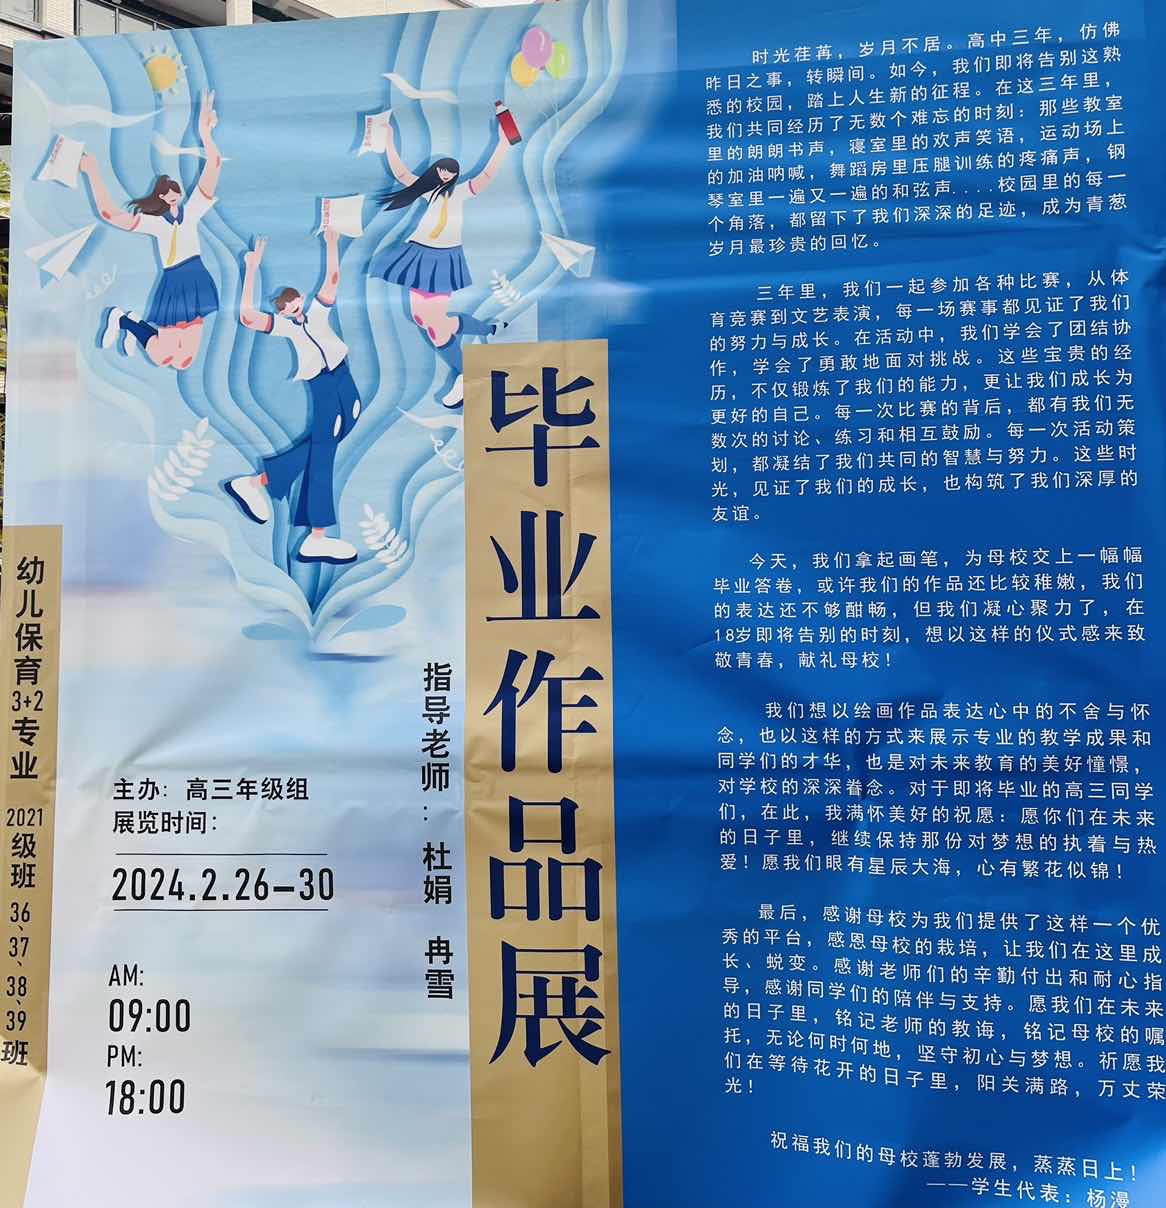 幼儿保育3+2专业 2021级班 36、37、38、39班
主办：高三年级组
展览时间：
2024.2.26-30
AM:
09:00
PM:
18:00
指导老师：杜娟 冉雪
毕业作品展
时光荏苒，岁月不居。高中三年，仿佛
昨日之事，转瞬间。如今，我们即将告别这熟
悉的校园，踏上人生新的征程。在这三年里，
我们共同经历了无数个难忘的时刻：那些教室
里的朗朗书声，寝室里的欢声笑语，运动场上
的加油呐喊，舞蹈房里压腿训练的疼痛声，钢
琴室里一遍又一遍的和弦声....校园里的每一
个角落，都留下了我们深深的足迹，成为青葱
岁月最珍贵的回忆。
三年里，我们一起参加各种比赛，从体
育竞赛到文艺表演，每一场赛事都见证了我们
的努力与成长。在活动中，我们学会了团结协
作，学会了勇敢地面对挑战。这些宝贵的经
历，不仅锻炼了我们的能力，更让我们成长为
更好的自己。每一次比赛的背后，都有我们无
数次的讨论、练习和相互鼓励。每一次活动策
划，都凝结了我们共同的智慧与努力。这些时
光，见证了我们的成长，也构筑了我们深厚的
友谊。
今天，我们拿起画笔，为母校交上一幅幅
毕业答卷，或许我们的作品还比较稚嫩，我们
的表达还不够酣畅，但我们凝心聚力了，在
18岁即将告别的时刻，想以这样的仪式感来致
敬青春，献礼母校！
我们想以绘画作品表达心中的不舍与怀
念，也以这样的方式来展示专业的教学成果和
同学们的才华，也是对未来教育的美好憧憬，
对学校的深深眷念。对于即将毕业的高三同学
们，在此，我满怀美好的祝愿：愿你们在未来
的日子里，继续保持那份对梦想的执着与热
爱！愿我们眼有星辰大海，心有繁花似锦！
最后，感谢母校为我们提供了这样一个优
秀的平台，感恩母校的栽培，让我们在这里成
长、蜕变。感谢老师们的辛勤付出和耐心指
导，感谢同学们的陪伴与支持。愿我们在未来
的日子里，铭记老师的教诲，铭记母校的嘱
托，无论何时何地，坚守初心与梦想。祈愿我
们在等待花开的日子里，阳关满路，万丈荣
光！
祝福我们的母校蓬勃发展，蒸蒸日上！
——学生代表：杨漫